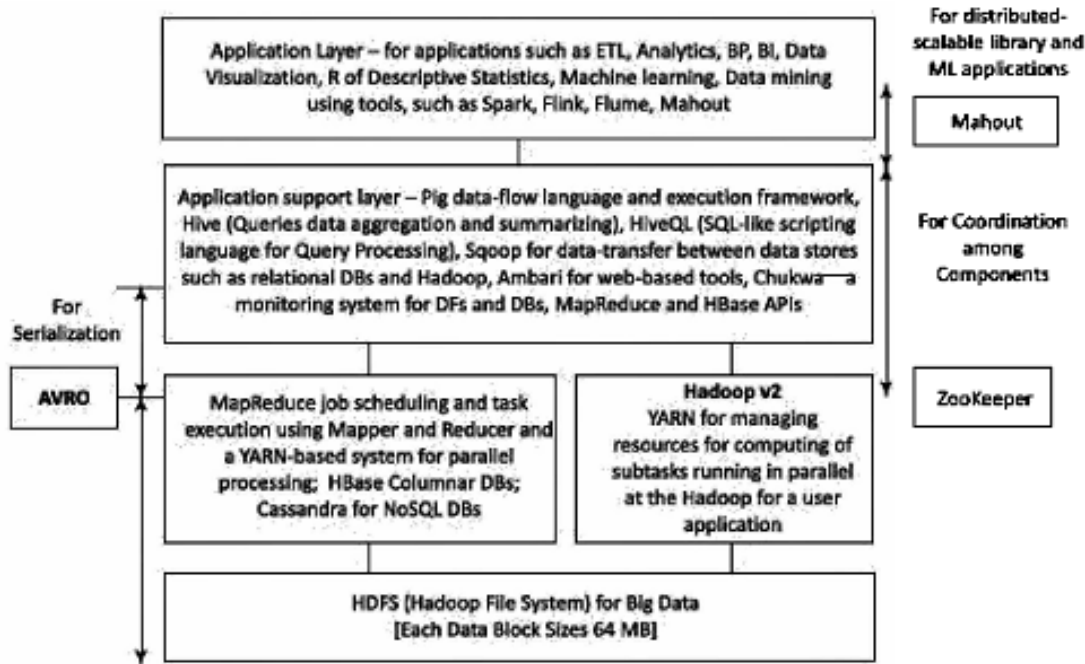 Application Layer – for applications such as ETL, Analytics, BP, BI, Data
Visualization, R of Descriptive Statistics, Machine learning, Data mining
using tools, such as Spark, Flink, Flume, Mahout
For distributed-
scalable library and
ML applications
Mahout
Application support layer – Pig data-flow language and execution framework,
Hive (Queries data aggregation and summarizing), HiveQL (SQL-like scripting
language for Query Processing), Sqoop for data-transfer between data stores
such as relational DBs and Hadoop, Ambari for web-based tools, Chukwa—a
monitoring system for DFs and DBs, MapReduce and HBase APIs
For Coordination
among
Components
For
Serialization
AVRO
MapReduce job scheduling and task
execution using Mapper and Reducer and
a YARN-based system for parallel
processing; HBase Columnar DBs;
Cassandra for NoSQL DBs
Hadoop v2
YARN for managing
resources for computing of
subtasks running in parallel
at the Hadoop for a user
application
ZooKeeper
HDFS (Hadoop File System) for Big Data
[Each Data Block Sizes 64 MB]